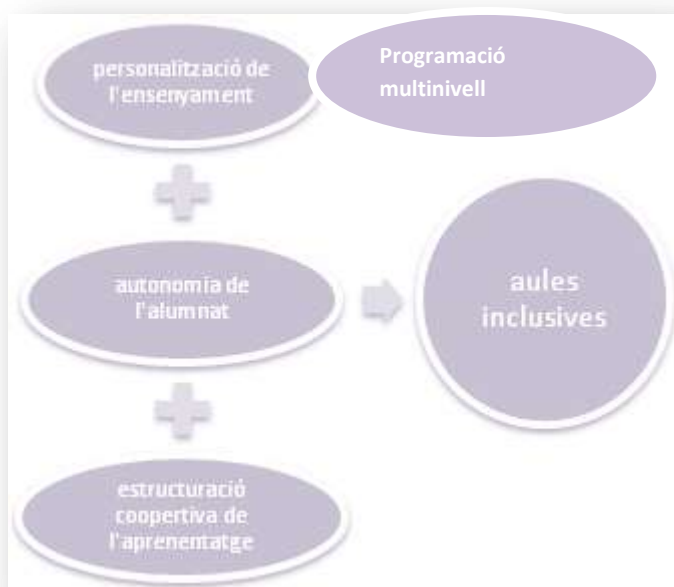 personalització de
l'ensenyament
Programació
multinivell
autonomia de
l'alumnat
aules
inclusives
estructuració
coopertiva de
l'aprenentatge